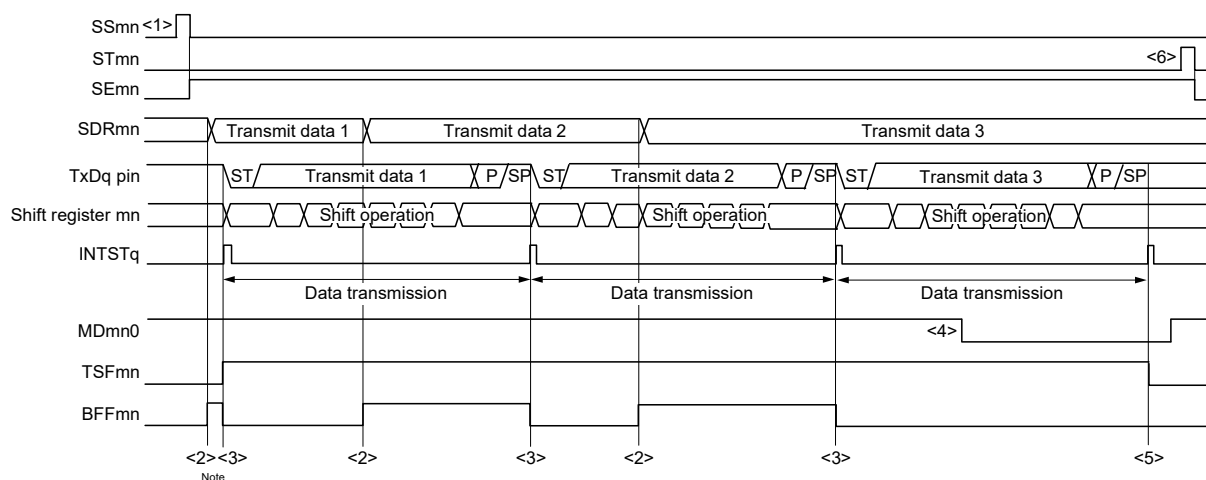 SSmn <1>
STmn <6>
SEmn
SDRmn Transmit data 1 Transmit data 2 Transmit data 3
TxDq pin ST Transmit data 1 P SP ST Transmit data 2 P SP ST Transmit data 3 P SP
Shift register mn Shift operation Shift operation Shift operation
INTSTq
Data transmission Data transmission Data transmission
MDmn0 <4>
TSFmn
BFFmn
<2> <3> <2> <3> <2> <3> <5>
Note